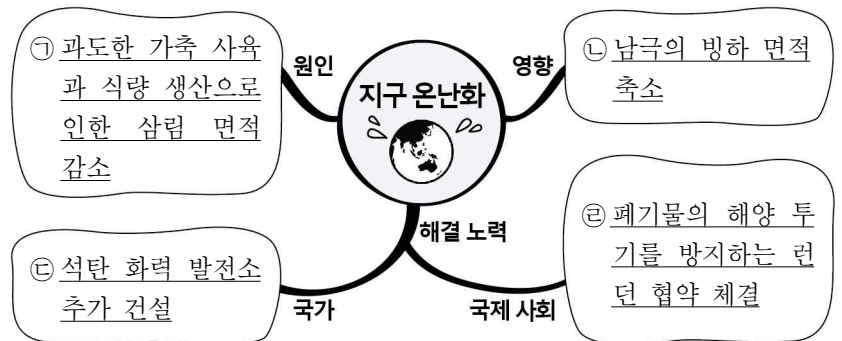 ㉠ 과도한 가축 사육
과 식량 생산으로
인한 삼림 면적
감소
원인
지구 온난화
영향
㉡ 남극의 빙하 면적
축소
해결 노력
㉢ 석탄 화력 발전소
추가 건설
국가
국제 사회
㉣ 폐기물의 해양 투
기를 방지하는 런
던 협약 체결